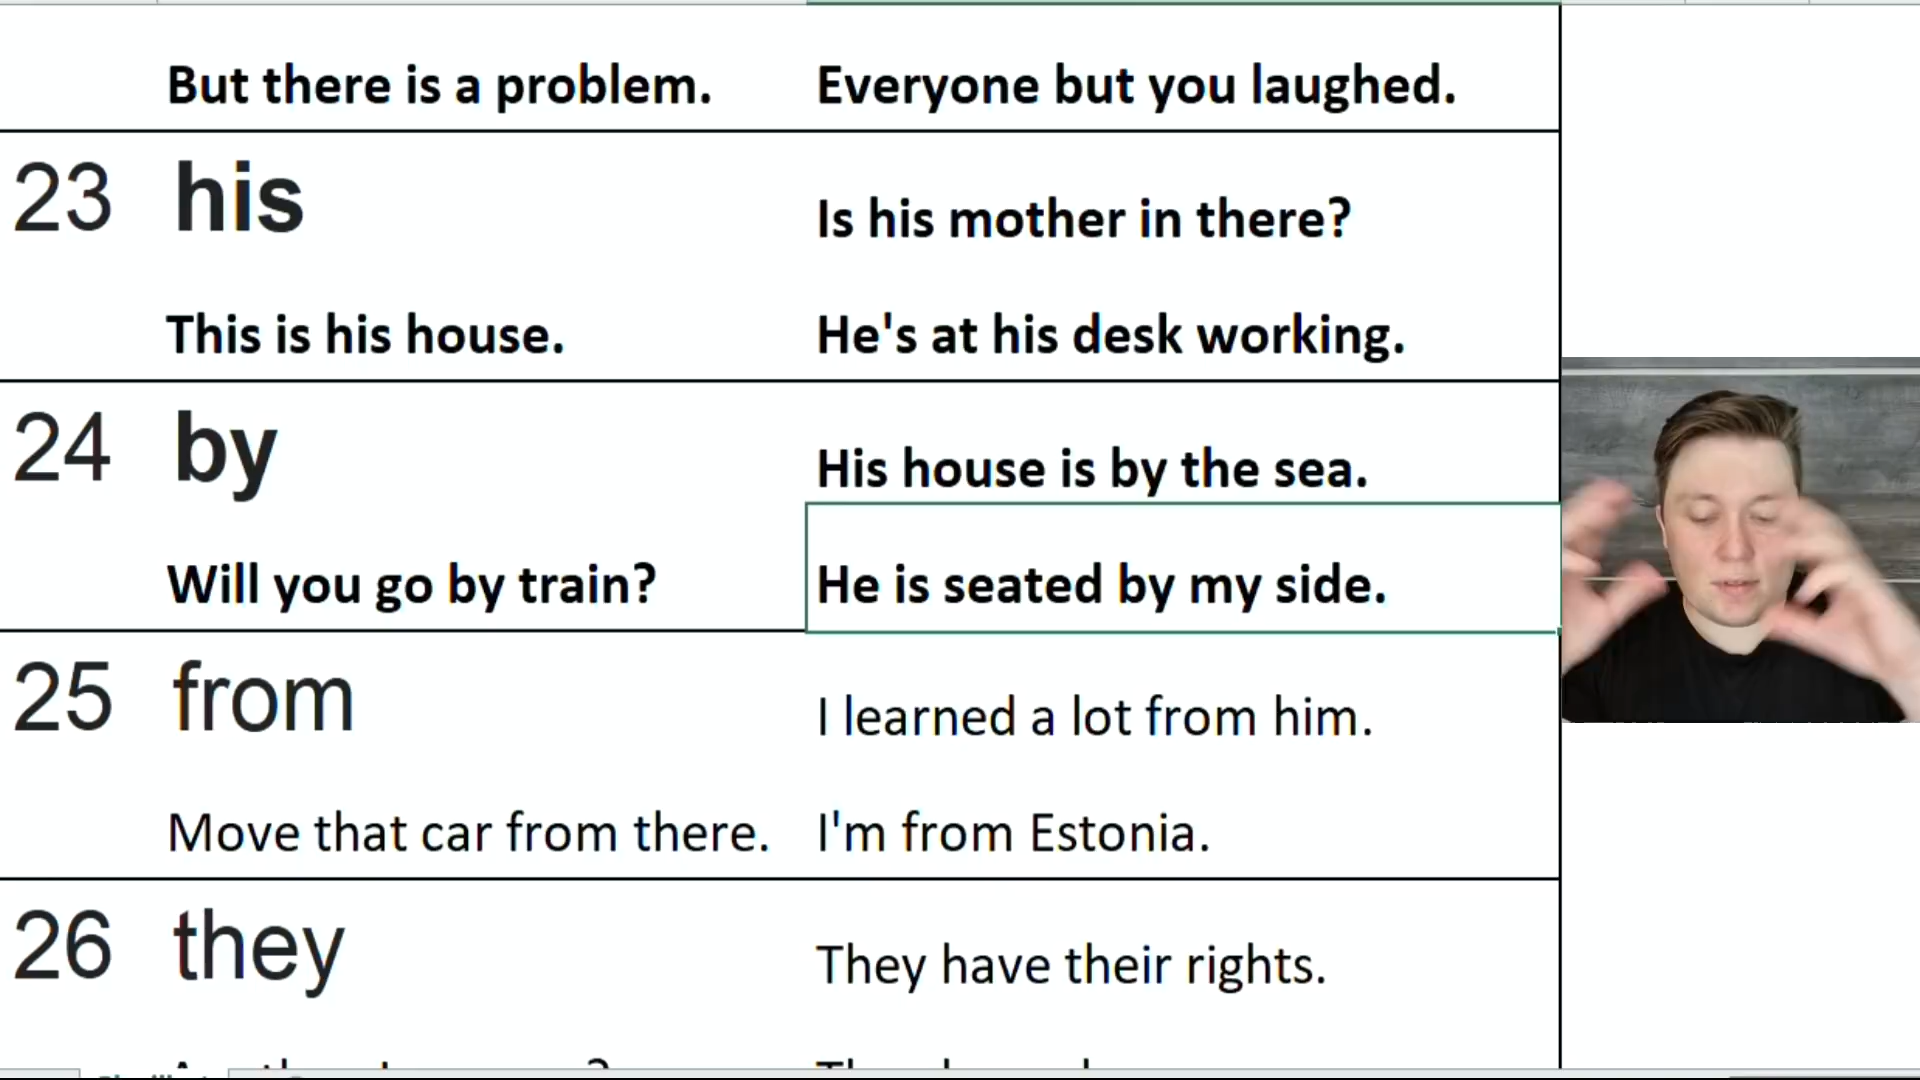 But there is a problem. Everyone but you laughed.
23 his Is his mother in there?
This is his house. He's at his desk working.
24 by His house is by the sea.
Will you go by train? He is seated by my side.
25 from I learned a lot from him.
Move that car from there. I'm from Estonia.
26 they They have their rights.